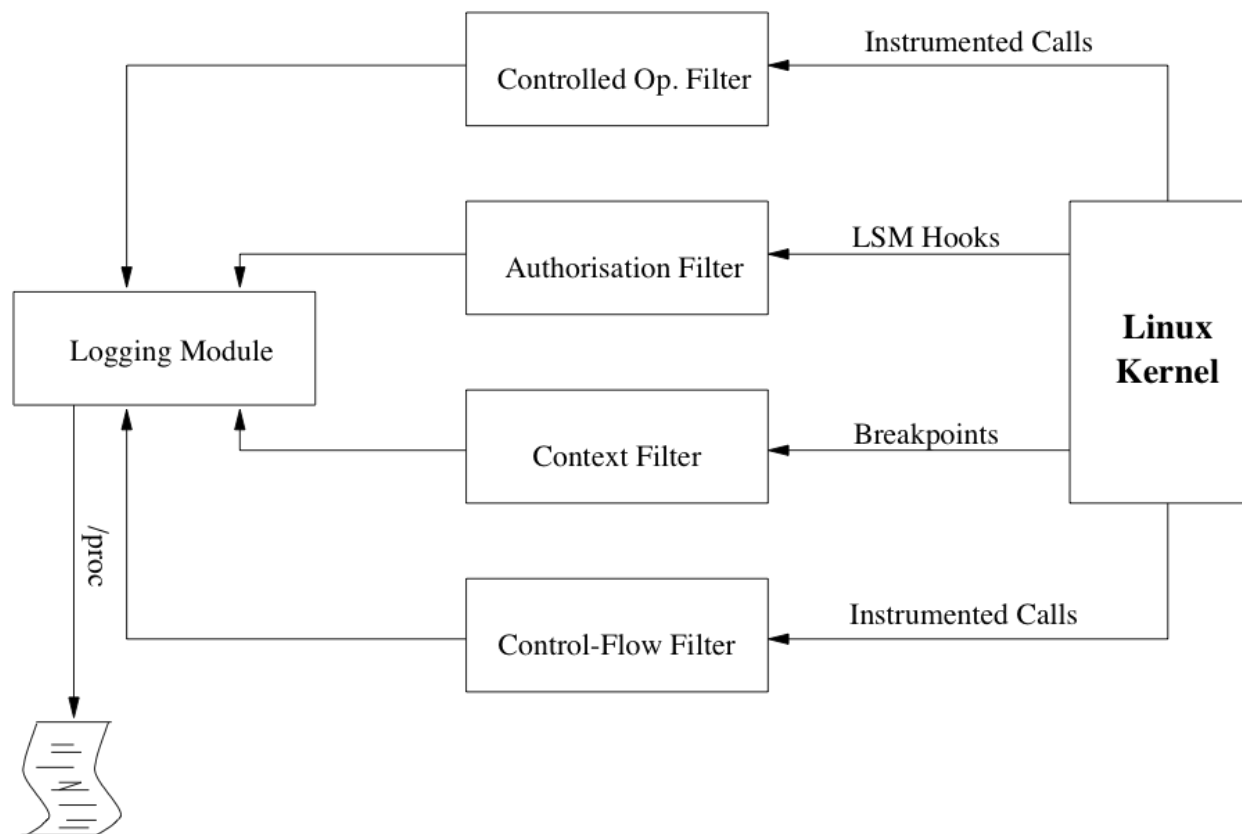 Instrumented Calls
Controlled Op. Filter
LSM Hooks
Authorisation Filter
Logging Module
Linux
Kernel
Breakpoints
Context Filter
/proc
Instrumented Calls
Control-Flow Filter